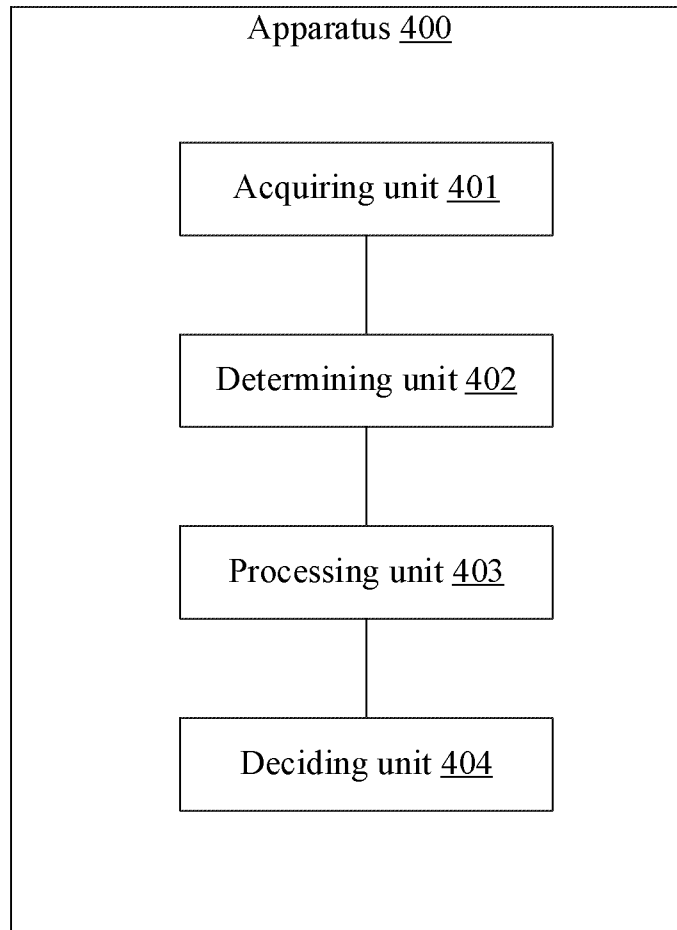 Apparatus 400
Acquiring unit 401
Determining unit 402
Processing unit 403
Deciding unit 404